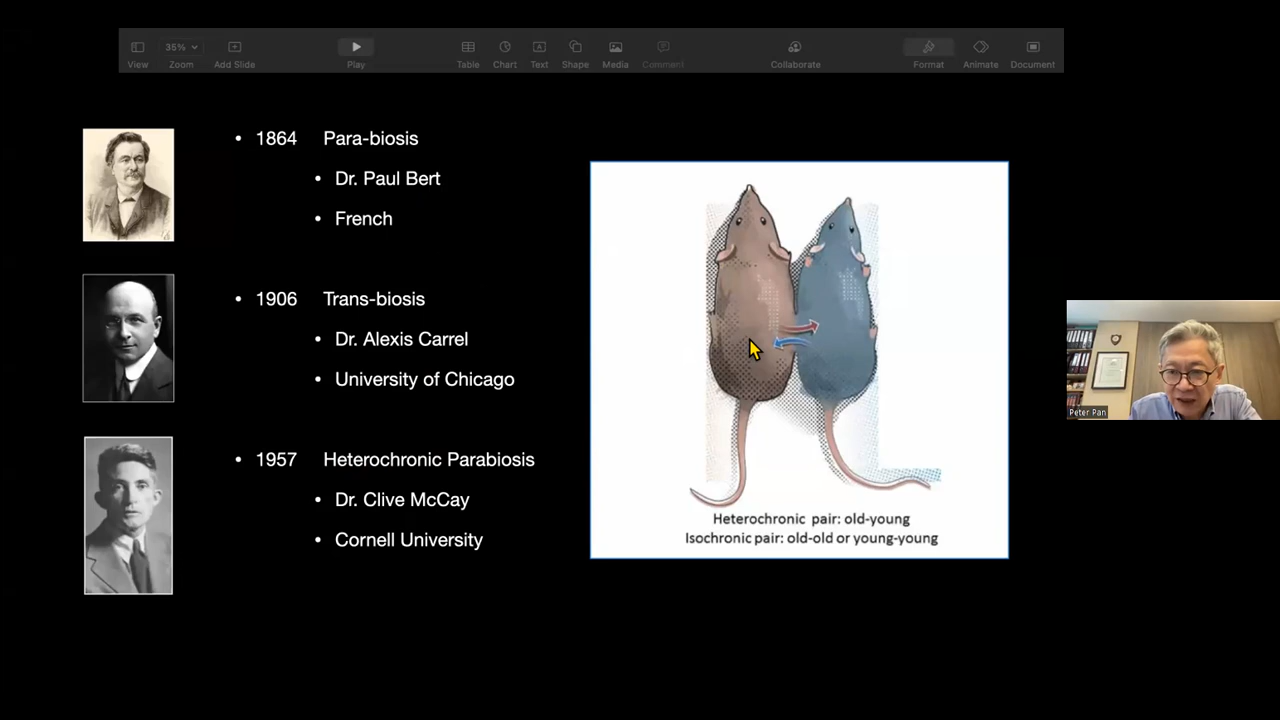 35%
View
Zoom
Add Slide
Play
Table
Chart
Text
Shape
Media
Comment
Collaborate
Format
Animate
Document
• 1864 Para-biosis
• Dr. Paul Bert
• French
• 1906 Trans-biosis
• Dr. Alexis Carrel
• University of Chicago
• 1957 Heterochronic Parabiosis
• Dr. Clive McCay
• Cornell University
Heterochronic pair: old-young
Isochronic pair: old-old or young-young
Peter Pan